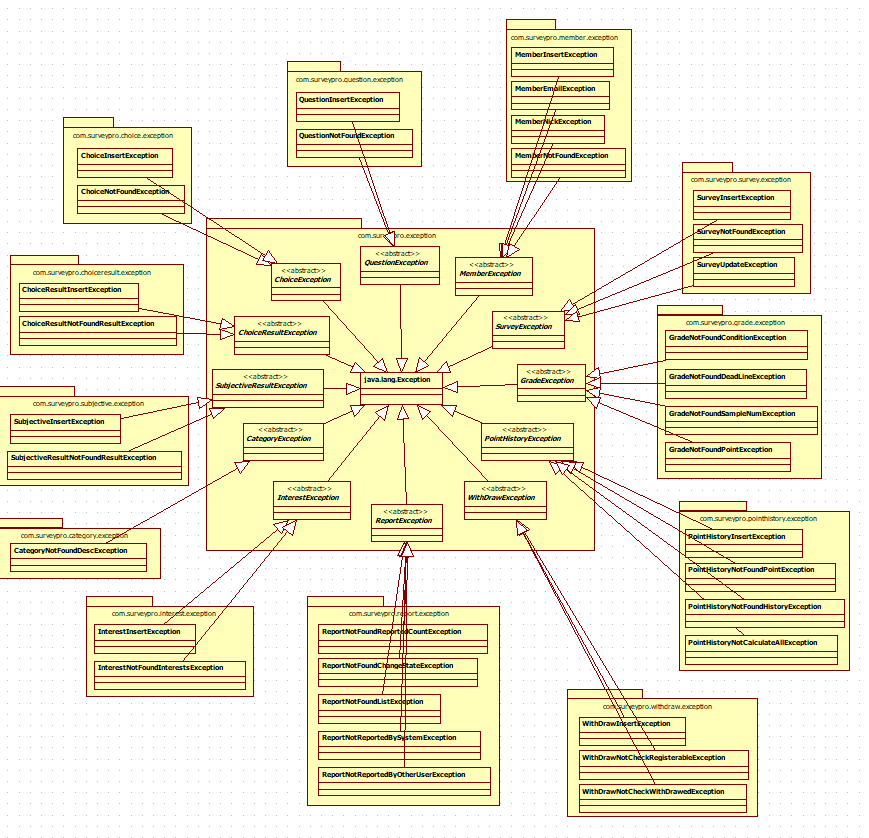 com.surveypro.member.exception
MemberInsertException
MemberEmailException
MemberNickException
MemberNotFoundException
com.surveypro.question.exception
QuestionInsertException
QuestionNotFoundException
com.surveypro.choice.exception
ChoiceInsertException
ChoiceNotFoundException
com.surveypro.survey.exception
SurveyInsertException
SurveyNotFoundException
SurveyUpdateException
com.surveypro.exception
<<abstract>>
QuestionException
<<abstract>>
MemberException
<<abstract>>
ChoiceException
com.surveypro.choiceresult.exception
ChoiceResultInsertException
ChoiceResultNotFoundResultException
<<abstract>>
ChoiceResultException
<<abstract>>
SurveyException
com.surveypro.grade.exception
GradeNotFoundConditionException
GradeNotFoundDeadLineException
GradeNotFoundSampleNumException
GradeNotFoundPointException
<<abstract>>
SubjectiveResultException
java.lang.Exception
<<abstract>>
GradeException
com.surveypro.subjective.exception
SubjectiveInsertException
SubjectiveResultNotFoundResultException
<<abstract>>
CategoryException
<<abstract>>
PointHistoryException
<<abstract>>
InterestException
<<abstract>>
ReportException
<<abstract>>
WithDrawException
com.surveypro.category.exception
CategoryNotFoundDescException
com.surveypro.pointhistory.exception
PointHistoryInsertException
PointHistoryNotFoundPointException
PointHistoryNotFoundHistoryException
PointHistoryNotCalculateAllException
com.surveypro.interest.exception
InterestInsertException
InterestNotFoundInterestsException
com.surveypro.report.exception
ReportNotFoundReportedCountException
ReportNotFoundChangeStateException
ReportNotFoundListException
ReportNotReportedBySystemException
ReportNotReportedByOtherUserException
com.surveypro.withdraw.exception
WithDrawInsertException
WithDrawNotCheckRegisterableException
WithDrawNotCheckWithDrawedException